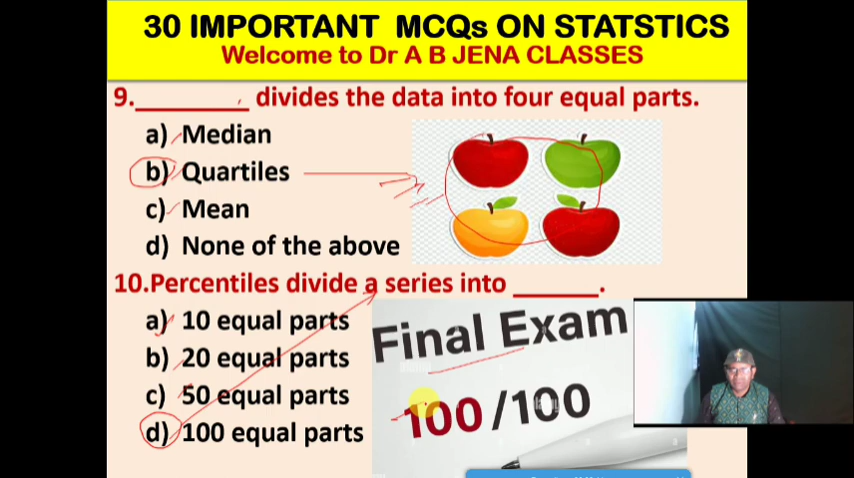 30 IMPORTANT MCQs ON STATSTICS
Welcome to Dr A B JENA CLASSES
9.________ divides the data into four equal parts.
a) Median
b) Quartiles
c) Mean
d) None of the above
10.Percentiles divide a series into ______.
a) 10 equal parts
b) 20 equal parts
c) 50 equal parts
d) 100 equal parts
Final Exam
100/100